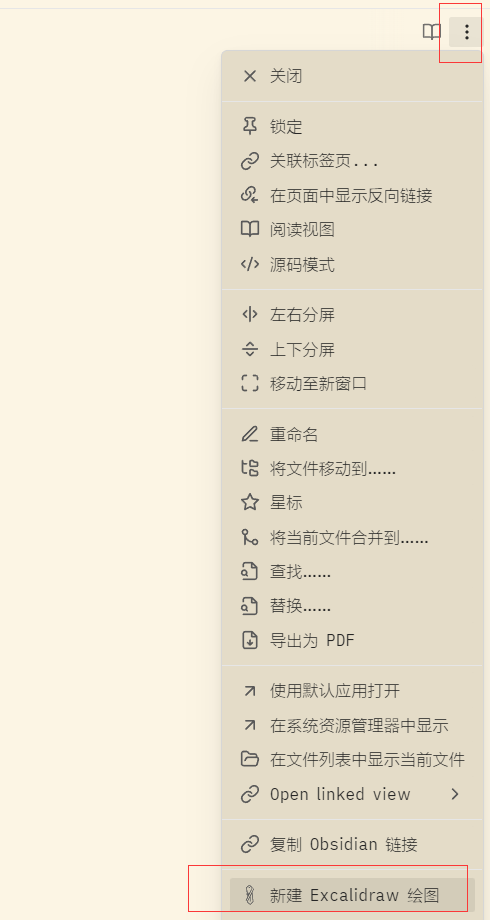 关闭
锁定
关联标签页...
在页面中显示反向链接
阅读视图
源码模式
左右分屏
上下分屏
移动至新窗口
重命名
将文件移动到……
星标
将当前文件合并到……
查找……
替换……
导出为 PDF
使用默认应用打开
在系统资源管理器中显示
在文件列表中显示当前文件
Open linked view
复制 Obsidian 链接
新建 Excalidraw 绘图